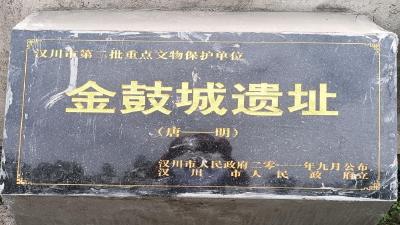 汉川市第一批重点文物保护单位
金鼓城遗址
（唐——明）
汉川市人民政府二零一一年九月公布
汉川市人民政府立